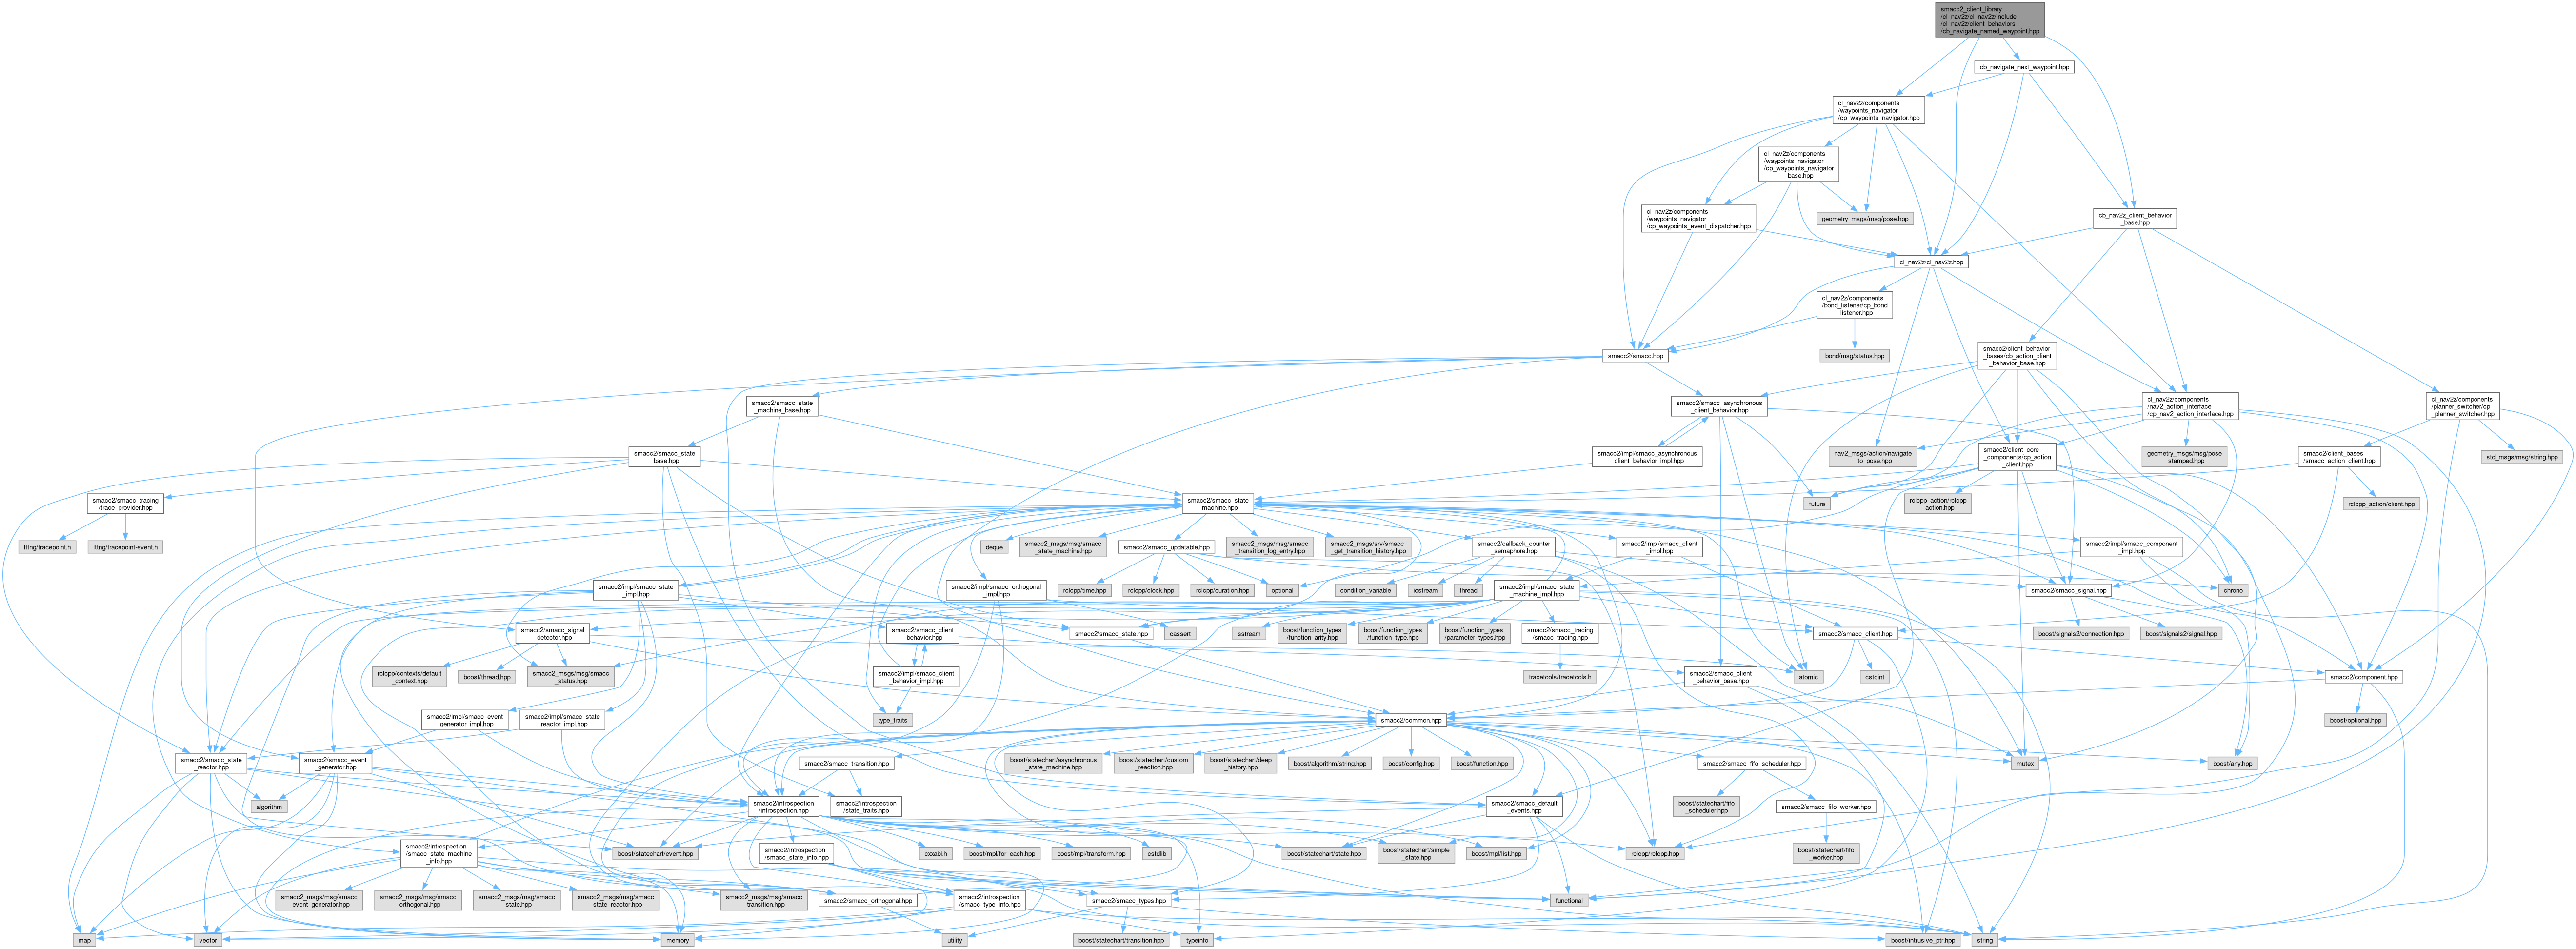 smacc2_client_library
/cl_nav2z/cl_nav2z/include
/cl_nav2z/client_behaviors
/cb_navigate_named_waypoint.hpp
cb_navigate_next_waypoint.hpp
cl_nav2z/components
/waypoints_navigator
/cp_waypoints_navigator.hpp
cl_nav2z/components
/waypoints_navigator
/cp_waypoints_navigator
_base.hpp
cl_nav2z/components
/waypoints_navigator
/cp_waypoints_event_dispatcher.hpp
geometry_msgs/msg/pose.hpp
cb_nav2z_client_behavior
_base.hpp
cl_nav2z/cl_nav2z.hpp
cl_nav2z/components
/bond_listener/cp_bond
_listener.hpp
smacc2/smacc.hpp
bond/msg/status.hpp
smacc2/client_behavior
_bases/cb_action_client
_behavior_base.hpp
smacc2/smacc_state
_machine_base.hpp
smacc2/smacc_asynchronous
_client_behavior.hpp
cl_nav2z/components
/nav2_action_interface
/cp_nav2_action_interface.hpp
cl_nav2z/components
/planner_switcher/cp
_planner_switcher.hpp
smacc2/smacc_state
_base.hpp
smacc2/impl/smacc_asynchronous
_client_behavior_impl.hpp
nav2_msgs/action/navigate
_to_pose.hpp
smacc2/client_core
_components/cp_action
_client.hpp
geometry_msgs/msg/pose
_stamped.hpp
smacc2/client_bases
/smacc_action_client.hpp
std_msgs/msg/string.hpp
smacc2/smacc_tracing
/trace_provider.hpp
smacc2/smacc_state
_machine.hpp
future
rclcpp_action/rclcpp
_action.hpp
rclcpp_action/client.hpp
lttng/tracepoint.h
lttng/tracepoint-event.h
deque
smacc2_msgs/msg/smacc
_state_machine.hpp
smacc2/smacc_updatable.hpp
smacc2_msgs/msg/smacc
_transition_log_entry.hpp
smacc2_msgs/srv/smacc
_get_transition_history.hpp
smacc2/callback_counter
_semaphore.hpp
smacc2/impl/smacc_client
_impl.hpp
smacc2/impl/smacc_component
_impl.hpp
smacc2/impl/smacc_state
_impl.hpp
smacc2/impl/smacc_orthogonal
_impl.hpp
rclcpp/time.hpp
rclcpp/clock.hpp
rclcpp/duration.hpp
optional
condition_variable
iostream
thread
smacc2/impl/smacc_state
_machine_impl.hpp
smacc2/smacc_signal.hpp
chrono
smacc2/smacc_signal
_detector.hpp
smacc2/smacc_client
_behavior.hpp
cassert
smacc2/smacc_state.hpp
sstream
boost/function_types
/function_arity.hpp
boost/function_types
/function_type.hpp
boost/function_types
/parameter_types.hpp
smacc2/smacc_tracing
/smacc_tracing.hpp
smacc2/smacc_client.hpp
boost/signals2/connection.hpp
boost/signals2/signal.hpp
rclcpp/contexts/default
_context.hpp
boost/thread.hpp
smacc2_msgs/msg/smacc
_status.hpp
smacc2/impl/smacc_client
_behavior_impl.hpp
tracetools/tracetools.h
smacc2/smacc_client
_behavior_base.hpp
atomic
cstdint
smacc2/component.hpp
smacc2/impl/smacc_event
_generator_impl.hpp
smacc2/impl/smacc_state
_reactor_impl.hpp
type_traits
smacc2/common.hpp
boost/optional.hpp
smacc2/smacc_state
_reactor.hpp
smacc2/smacc_event
_generator.hpp
smacc2/smacc_transition.hpp
boost/statechart/asynchronous
_state_machine.hpp
boost/statechart/custom
_reaction.hpp
boost/statechart/deep
_history.hpp
boost/algorithm/string.hpp
boost/config.hpp
boost/function.hpp
smacc2/smacc_fifo_scheduler.hpp
mutex
boost/any.hpp
algorithm
smacc2/introspection
/introspection.hpp
smacc2/introspection
/state_traits.hpp
smacc2/smacc_default
_events.hpp
boost/statechart/fifo
_scheduler.hpp
smacc2/smacc_fifo_worker.hpp
smacc2/introspection
/smacc_state_machine
_info.hpp
boost/statechart/event.hpp
smacc2/introspection
/smacc_state_info.hpp
cxxabi.h
boost/mpl/for_each.hpp
boost/mpl/transform.hpp
cstdlib
boost/statechart/state.hpp
boost/statechart/simple
_state.hpp
boost/mpl/list.hpp
rclcpp/rclcpp.hpp
boost/statechart/fifo
_worker.hpp
smacc2_msgs/msg/smacc
_event_generator.hpp
smacc2_msgs/msg/smacc
_orthogonal.hpp
smacc2_msgs/msg/smacc
_state.hpp
smacc2_msgs/msg/smacc
_state_reactor.hpp
smacc2_msgs/msg/smacc
_transition.hpp
smacc2/smacc_orthogonal.hpp
smacc2/introspection
/smacc_type_info.hpp
smacc2/smacc_types.hpp
functional
map
vector
memory
utility
boost/statechart/transition.hpp
typeinfo
boost/intrusive_ptr.hpp
string